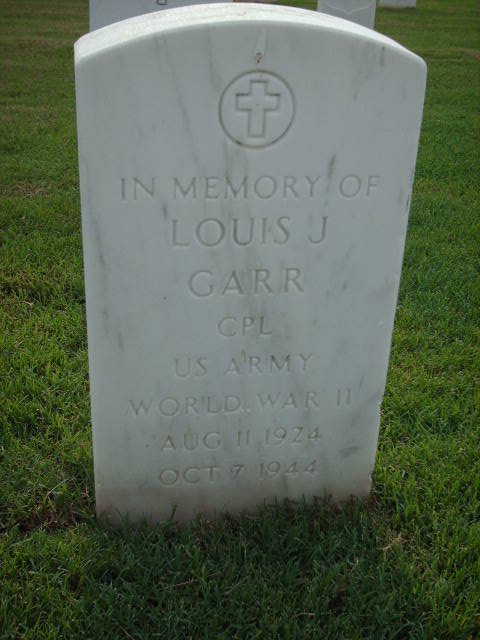 IN MEMORY OF
LOUIS J
GARR
CPL
US ARMY
WORLD WAR II
AUG 11 1924
OCT 7 1944